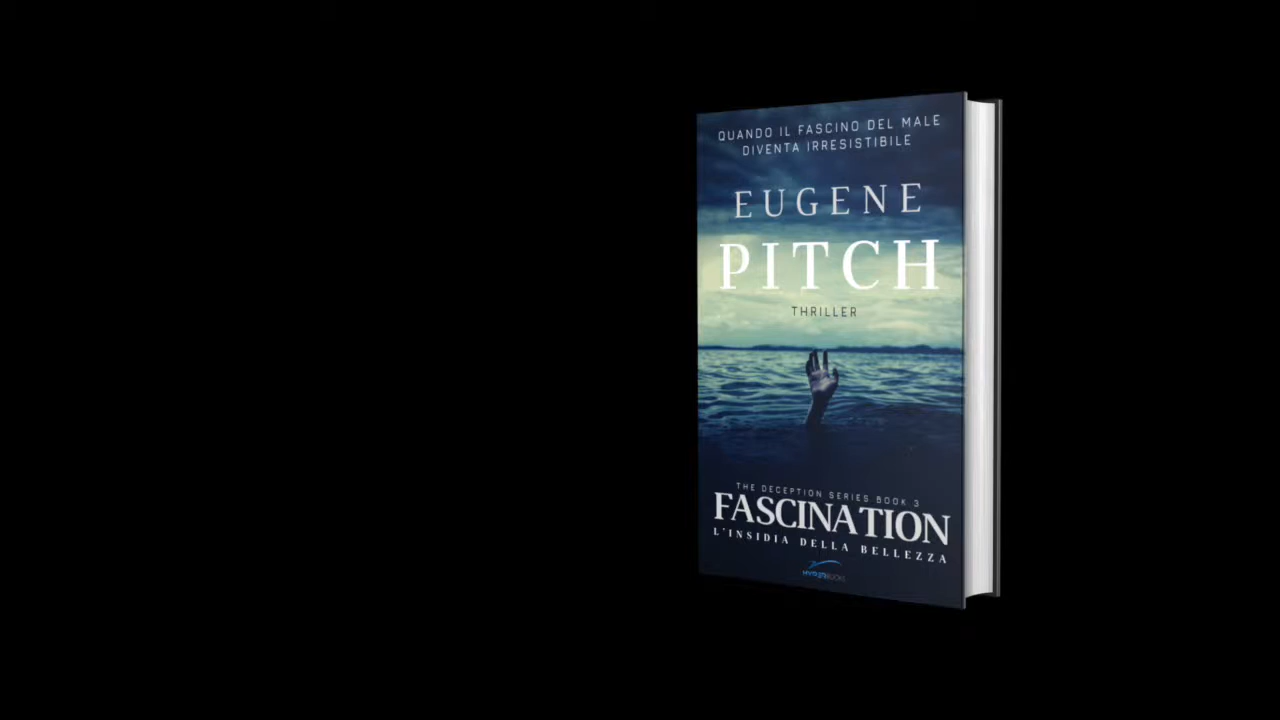 QUANDO IL FASCINO DEL MALE
DIVENTA IRRESISTIBILE
EUGENE
PITCH
THRILLER
THE DECEPTION SERIES BOOK 3
FASCINATION
L'INSIDIA DELLA BELLEZZA